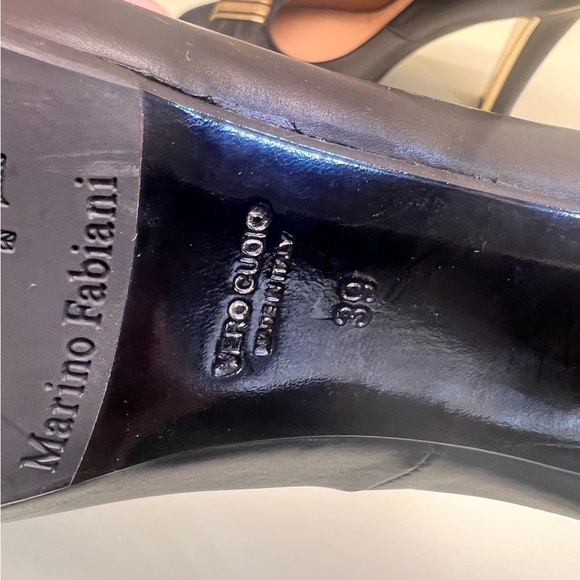 Marino Fabiani
VERO CUOIO
MADE IN ITALY
39